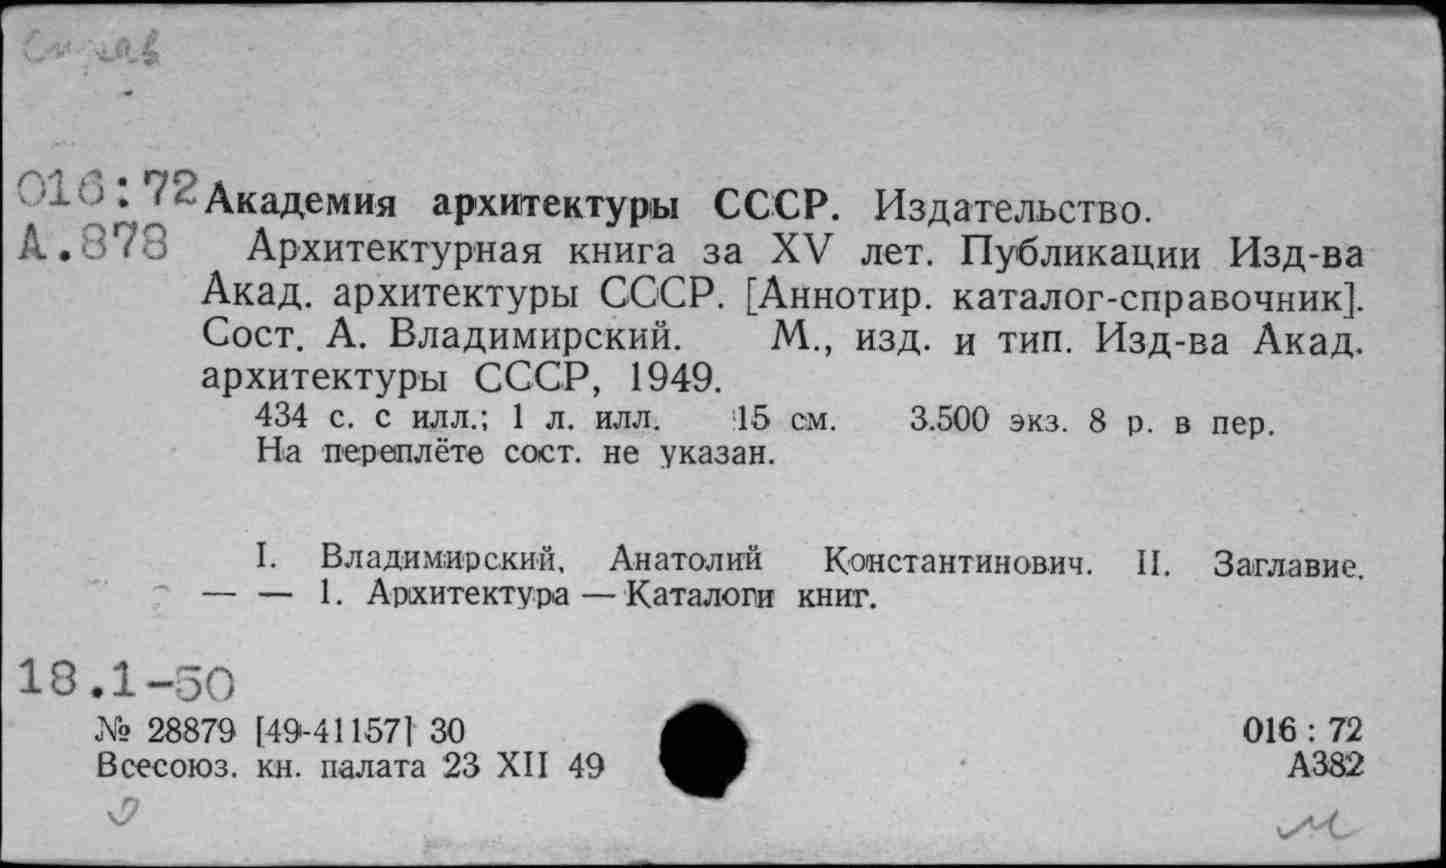 016:72 Академия архитектуры СССР. Издательство.
А.878 Архитектурная книга за XV лет. Публикации Изд-ва
Акад. архитектуры СССР. [Аннотир. каталог-справочник].
Сост. А. Владимирский. М., изд. и тип. Изд-ва Акад.
архитектуры СССР, 1949.
434 с. с илл.; 1 л. илл. 15 см. 3.500 экз. 8 р. в пер.
На переплёте сост. не указан.
I. Владимирский, Анатолий Константинович. II. Заглавие.
— — 1. Архитектура — Каталоги книг.
18.1-50
№ 28879 [49-41157] 30
Всесоюз. кн. палата 23 XII 49
016 : 72
А382